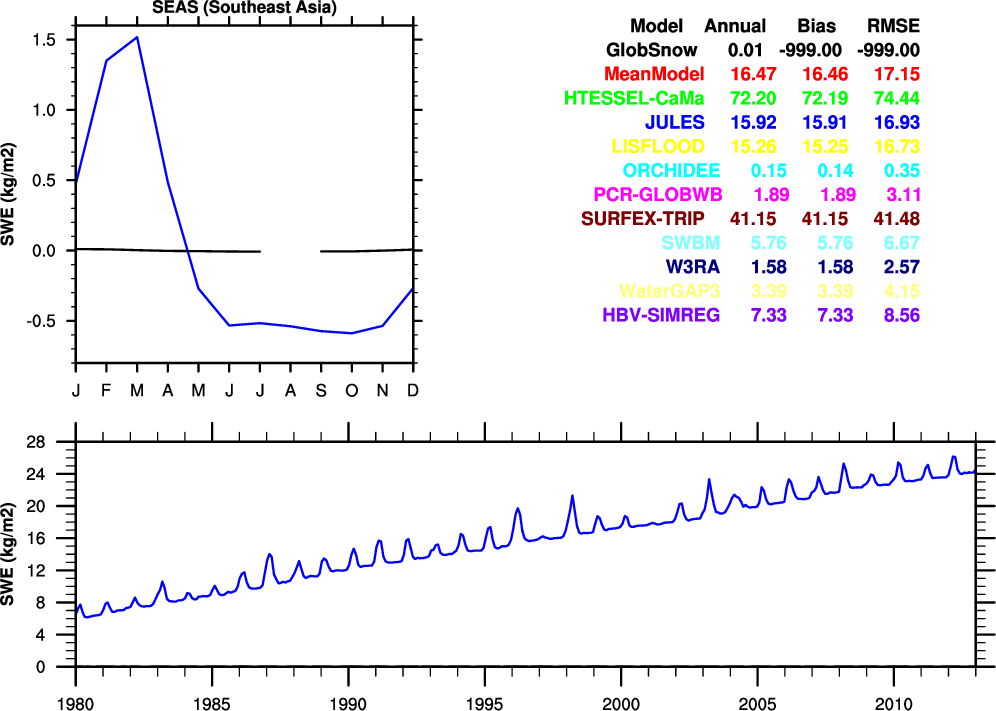 SEAS (Southeast Asia)
SWE (kg/m2)
1.5
1.0
0.5
0.0
-0.5
J F M A M J J A S O N D
Model Annual Bias RMSE
GlobSnow 0.01 -999.00 -999.00
MeanModel 16.47 16.46 17.15
HTESSEL-CaMa 72.20 72.19 74.44
JULES 15.92 15.91 16.93
LISFLOOD 15.26 15.25 16.73
ORCHIDEE 0.15 0.14 0.35
PCR-GLOBWB 1.89 1.89 3.11
SURFEX-TRIP 41.15 41.15 41.48
SWBM 5.76 5.76 6.67
W3RA 1.58 1.58 2.57
WaterGAP3 3.39 3.39 4.15
HBV-SIMREG 7.33 7.33 8.56
SWE (kg/m2)
28
24
20
16
12
8
4
0
1980 1985 1990 1995 2000 2005 2010